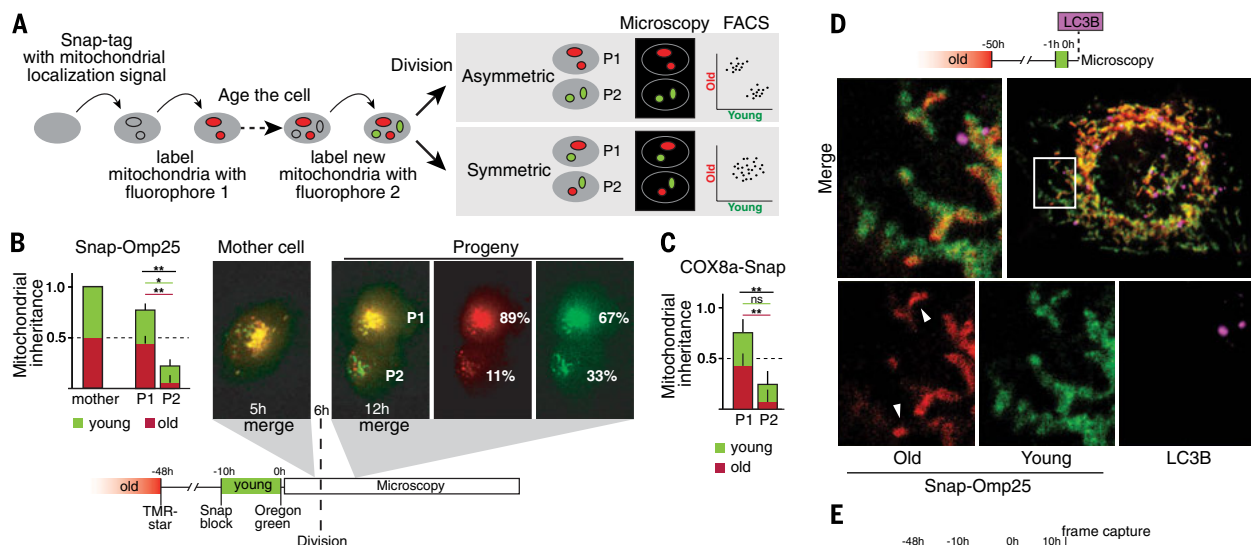 A
Snap-tag
with mitochondrial
localization signal
Age the cell
label
mitochondria with
fluorophore 1
label new
mitochondria with
fluorophore 2
Division
Microscopy FACS
Asymmetric
P1
P2
Old
Young
Symmetric
P1
P2
Old
Young
B
Snap-Omp25
Mitochondrial
inheritance
1.0
0.5
**
*
**
mother P1 P2
young old
Mother cell
Progeny
5h
merge
6h
P1
P2
12h
merge
89%
11%
67%
33%
-48h -10h 0h
old
young
Microscopy
TMR-
star
Snap
block
Oregon
green
Division
C
COX8a-Snap
Mitochondrial
inheritance
1.0
0.5
**
ns
**
P1 P2
young
old
D
LC3B
-50h -1h 0h
old
Microscopy
Merge
Old Young LC3B
Snap-Omp25
E
frame capture
-48h -10h 0h 10h